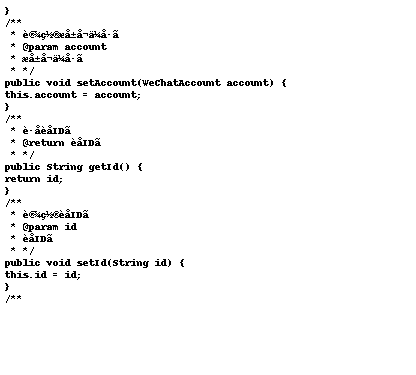 }
/**
* è®¾ç½®æå±å¬ä¼å·ã
* @param account
* æå±å¬ä¼å·ã
* */
public void setAccount(WeChatAccount account) {
this.account = account;
}
/**
* è·åèåIDã
* @return èåIDã
* */
public String getId() {
return id;
}
/**
* è®¾ç½®èåIDã
* @param id
* èåIDã
* */
public void setId(String id) {
this.id = id;
}
/**